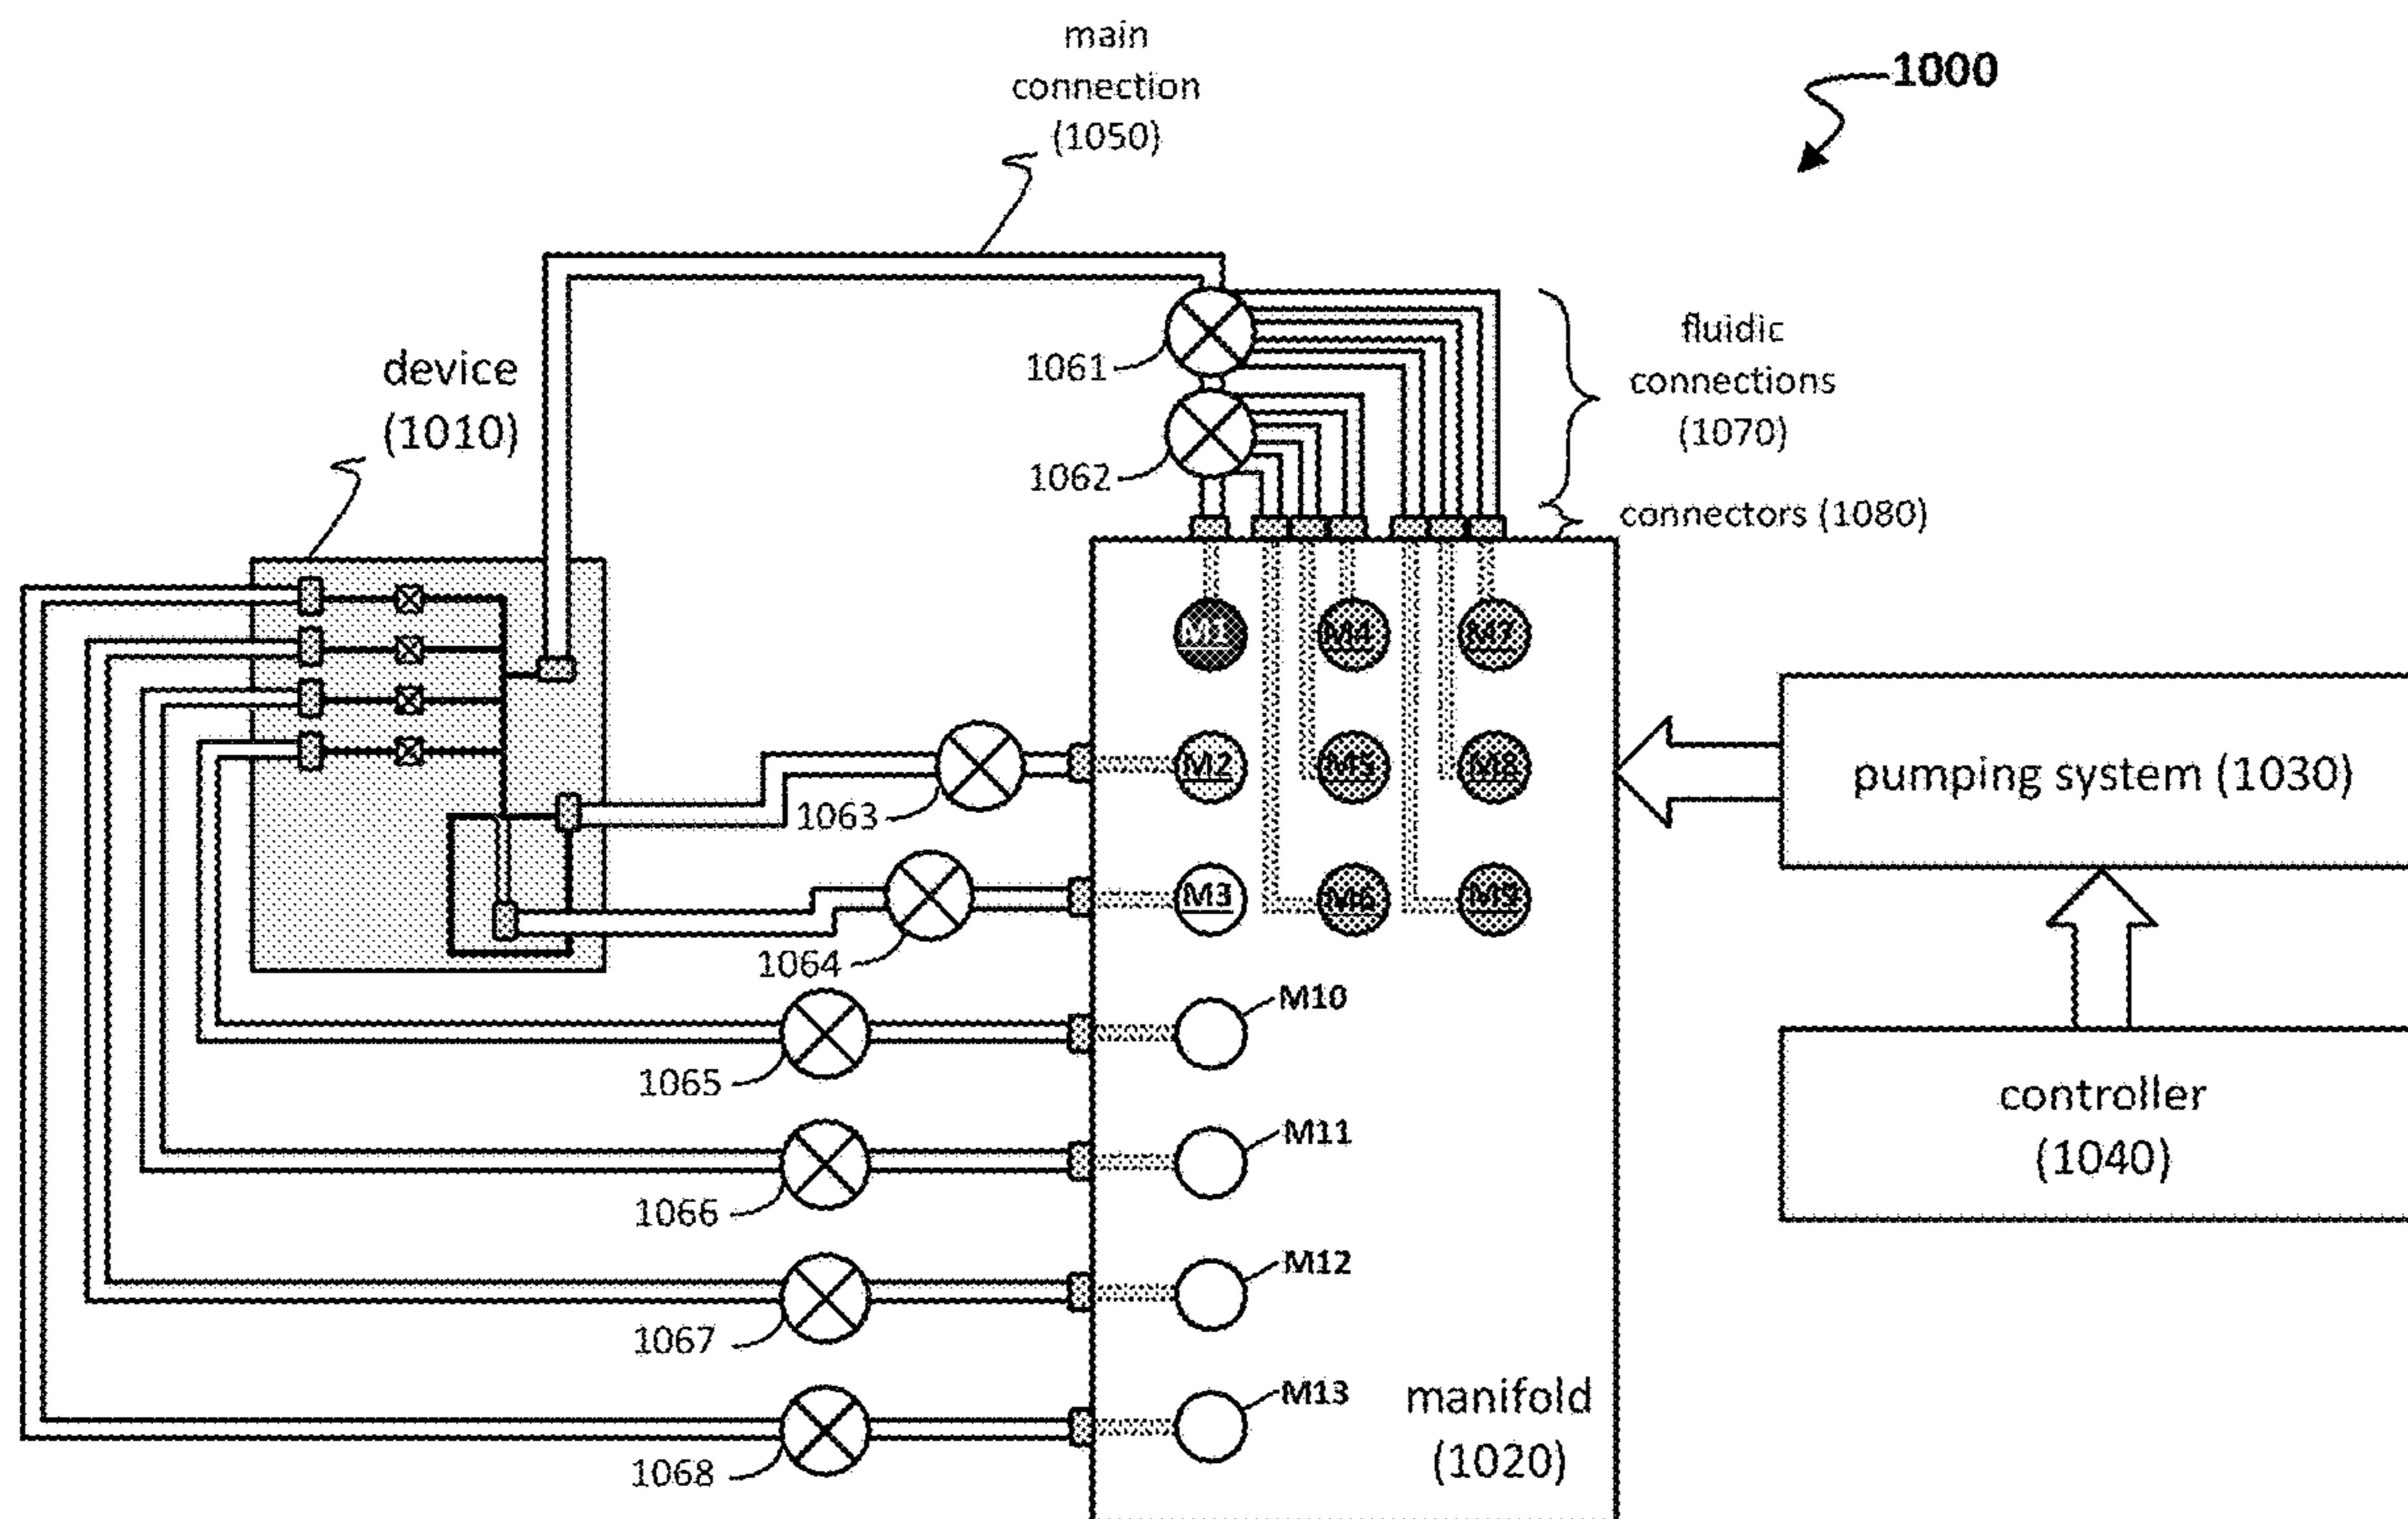 main
connection
(1050)
1000
device
(1010)
1061
1062
fluidic
connections
(1070)
connectors (1080)
M1
M4
M7
M2
M5
M8
M3
M6
M9
1063
1064
pumping system (1030)
M10
1065
M11
1066
M12
1067
M13
1068
controller
(1040)
manifold
(1020)